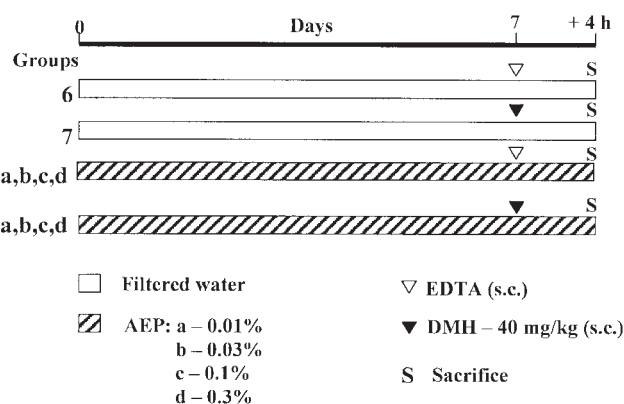 0 Days 7 + 4 h
Groups
S
6
S
7
S
a,b,c,d
S
a,b,c,d
Filtered water
EDTA (s.c.)
AEP: a – 0.01%
DMH – 40 mg/kg (s.c.)
b – 0.03%
c – 0.1%
S Sacrifice
d – 0.3%